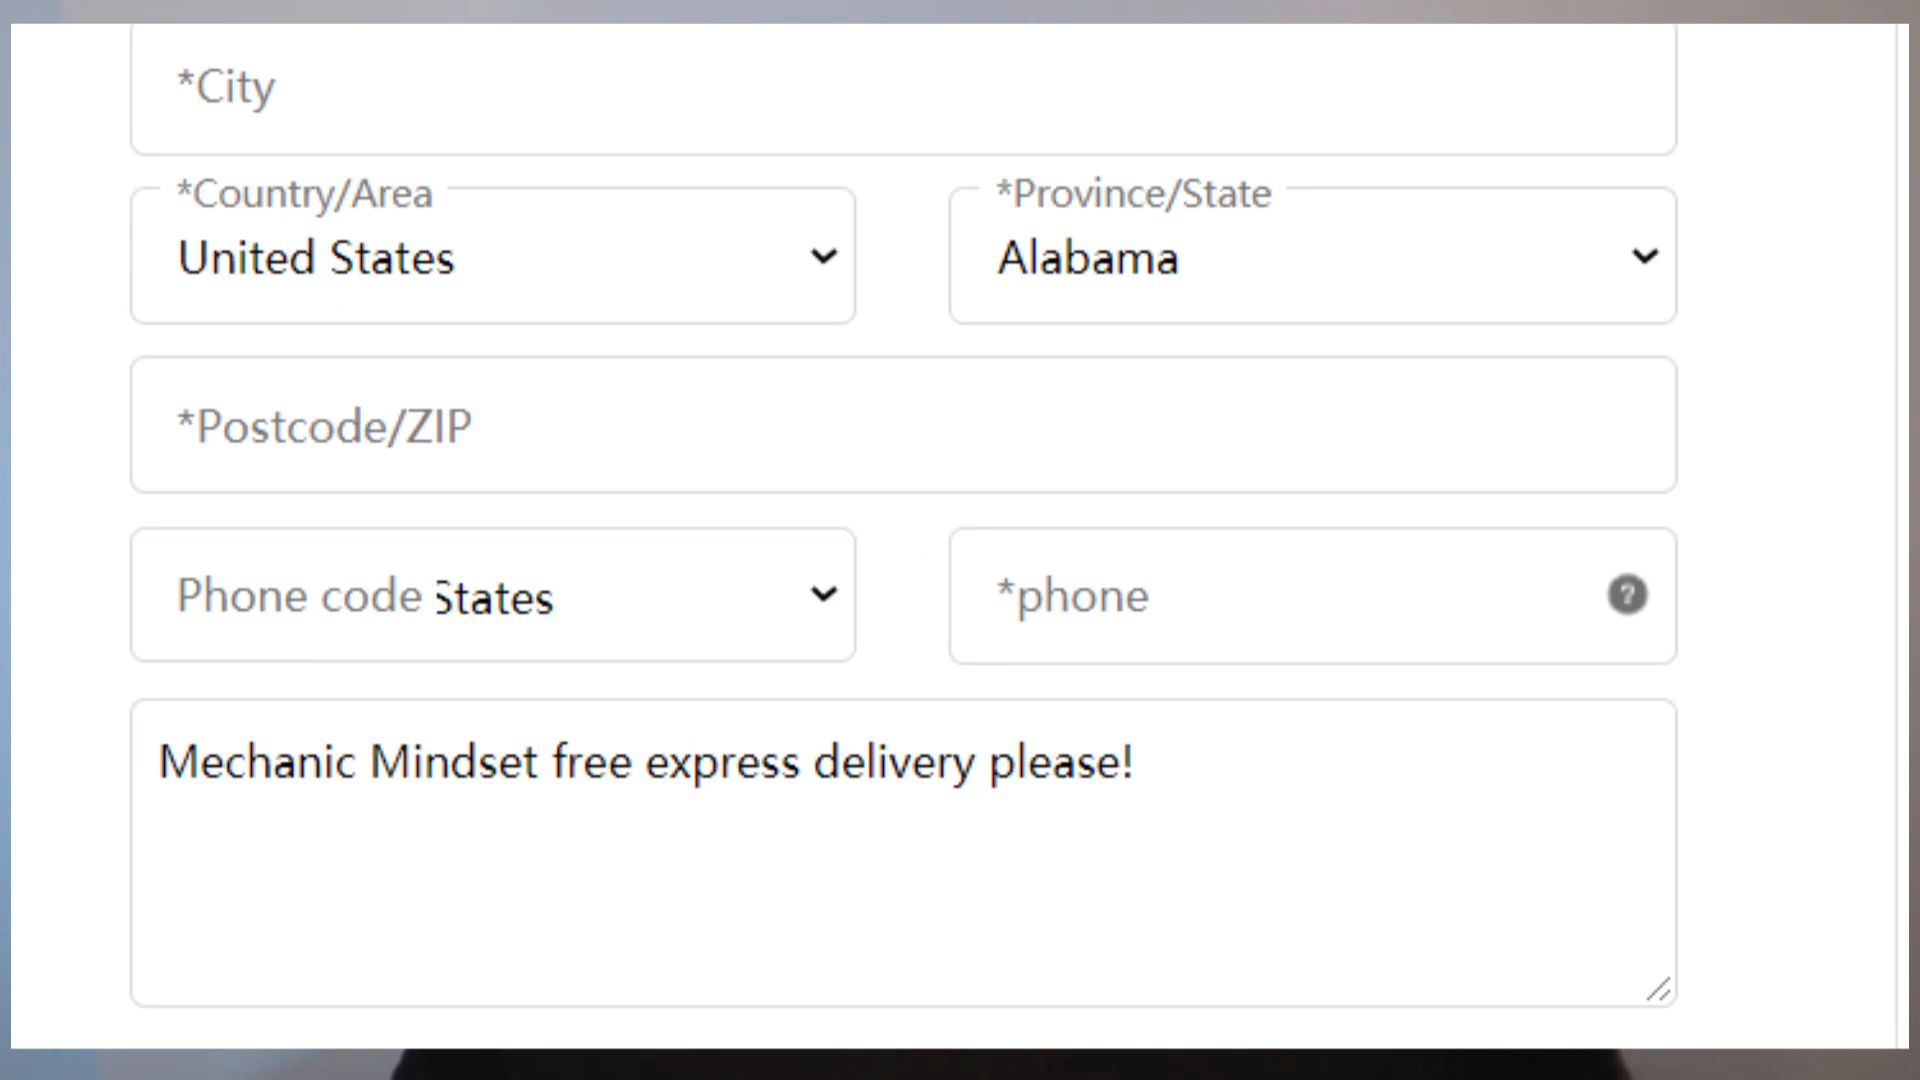 *City
*Country/Area
United States
*Province/State
Alabama
*Postcode/ZIP
Phone code States
*phone
?
Mechanic Mindset free express delivery please!